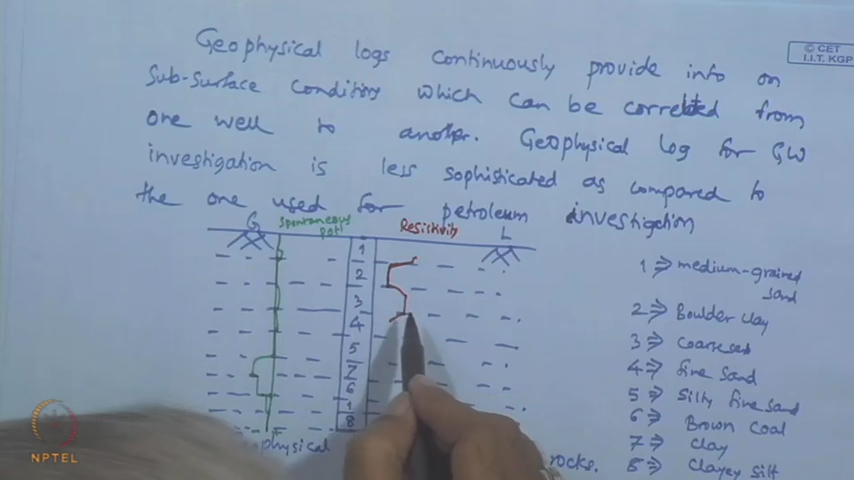 Geophysical logs continuously provide info on
© CET
I.I.T. KGP
Sub-Surface Condition which can be correlated from
one well to another. Geophysical Log for GW
investigation is less sophisticated as compared to
the one used for petroleum investigation
G Spontaneous pot Resistivity L
1
2
3
4
5
7
6
1
8
1 ⇒ medium-grained sand
2 ⇒ Boulder clay
3 ⇒ Coarse
4 ⇒ fine sand
5 ⇒ Silty fine sand
6 ⇒ Brown coal
7 ⇒ clay
8 ⇒ Clayey silt
physical rocks.
NPTEL